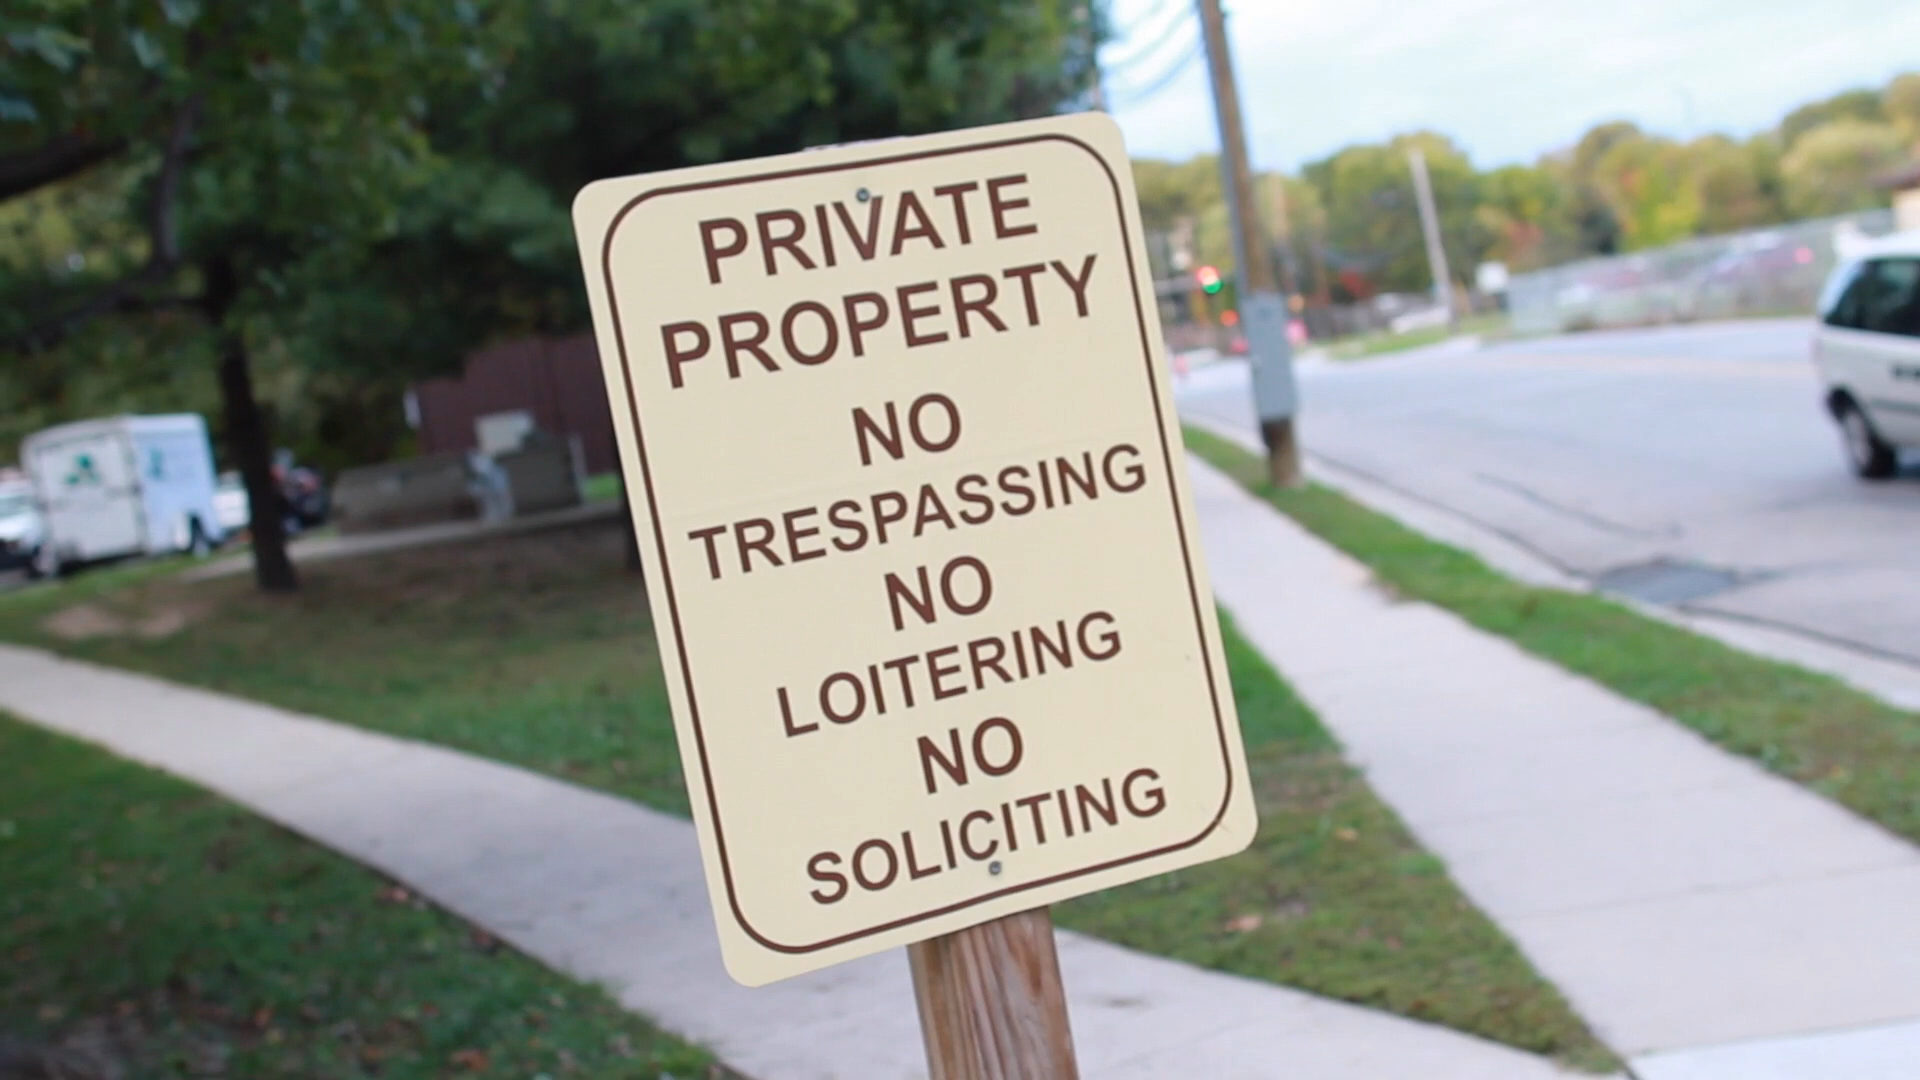 PRIVATE
PROPERTY
NO
TRESPASSING
NO
LOITERING
NO
SOLICITING